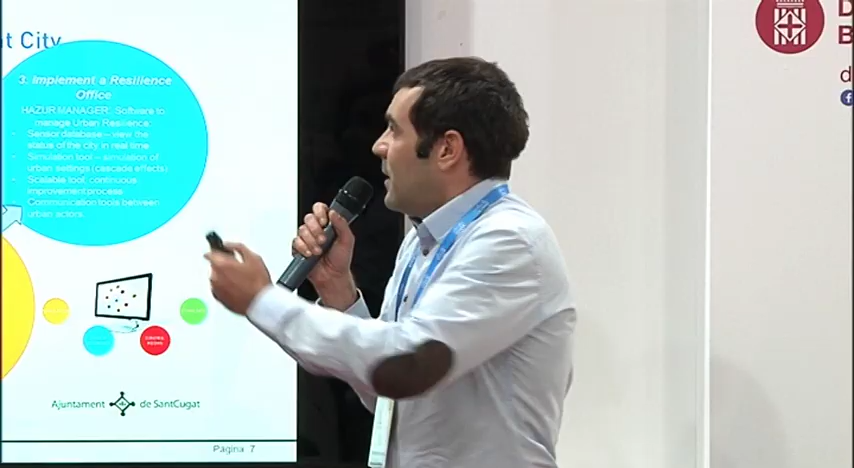 t City
3. Implement a Resilience
Office
HAZUR MANAGER: Software to
manage Urban Resilience:
- Sensor database – view the
status of the city in real time
- Simulation tool – simulation of
urban settings (cascade effects)
- Scalable tool, continuous
improvement process
- Communication tools between
urban actors
Ajuntament de SantCugat
Página 7
D
B
d
f